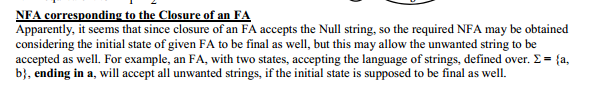 NFA corresponding to the Closure of an FA
Apparently, it seems that since closure of an FA accepts the Null string, so the required NFA may be obtained
considering the initial state of given FA to be final as well, but this may allow the unwanted string to be
accepted as well. For example, an FA, with two states, accepting the language of strings, defined over. Σ = {a,
b}, ending in a, will accept all unwanted strings, if the initial state is supposed to be final as well.